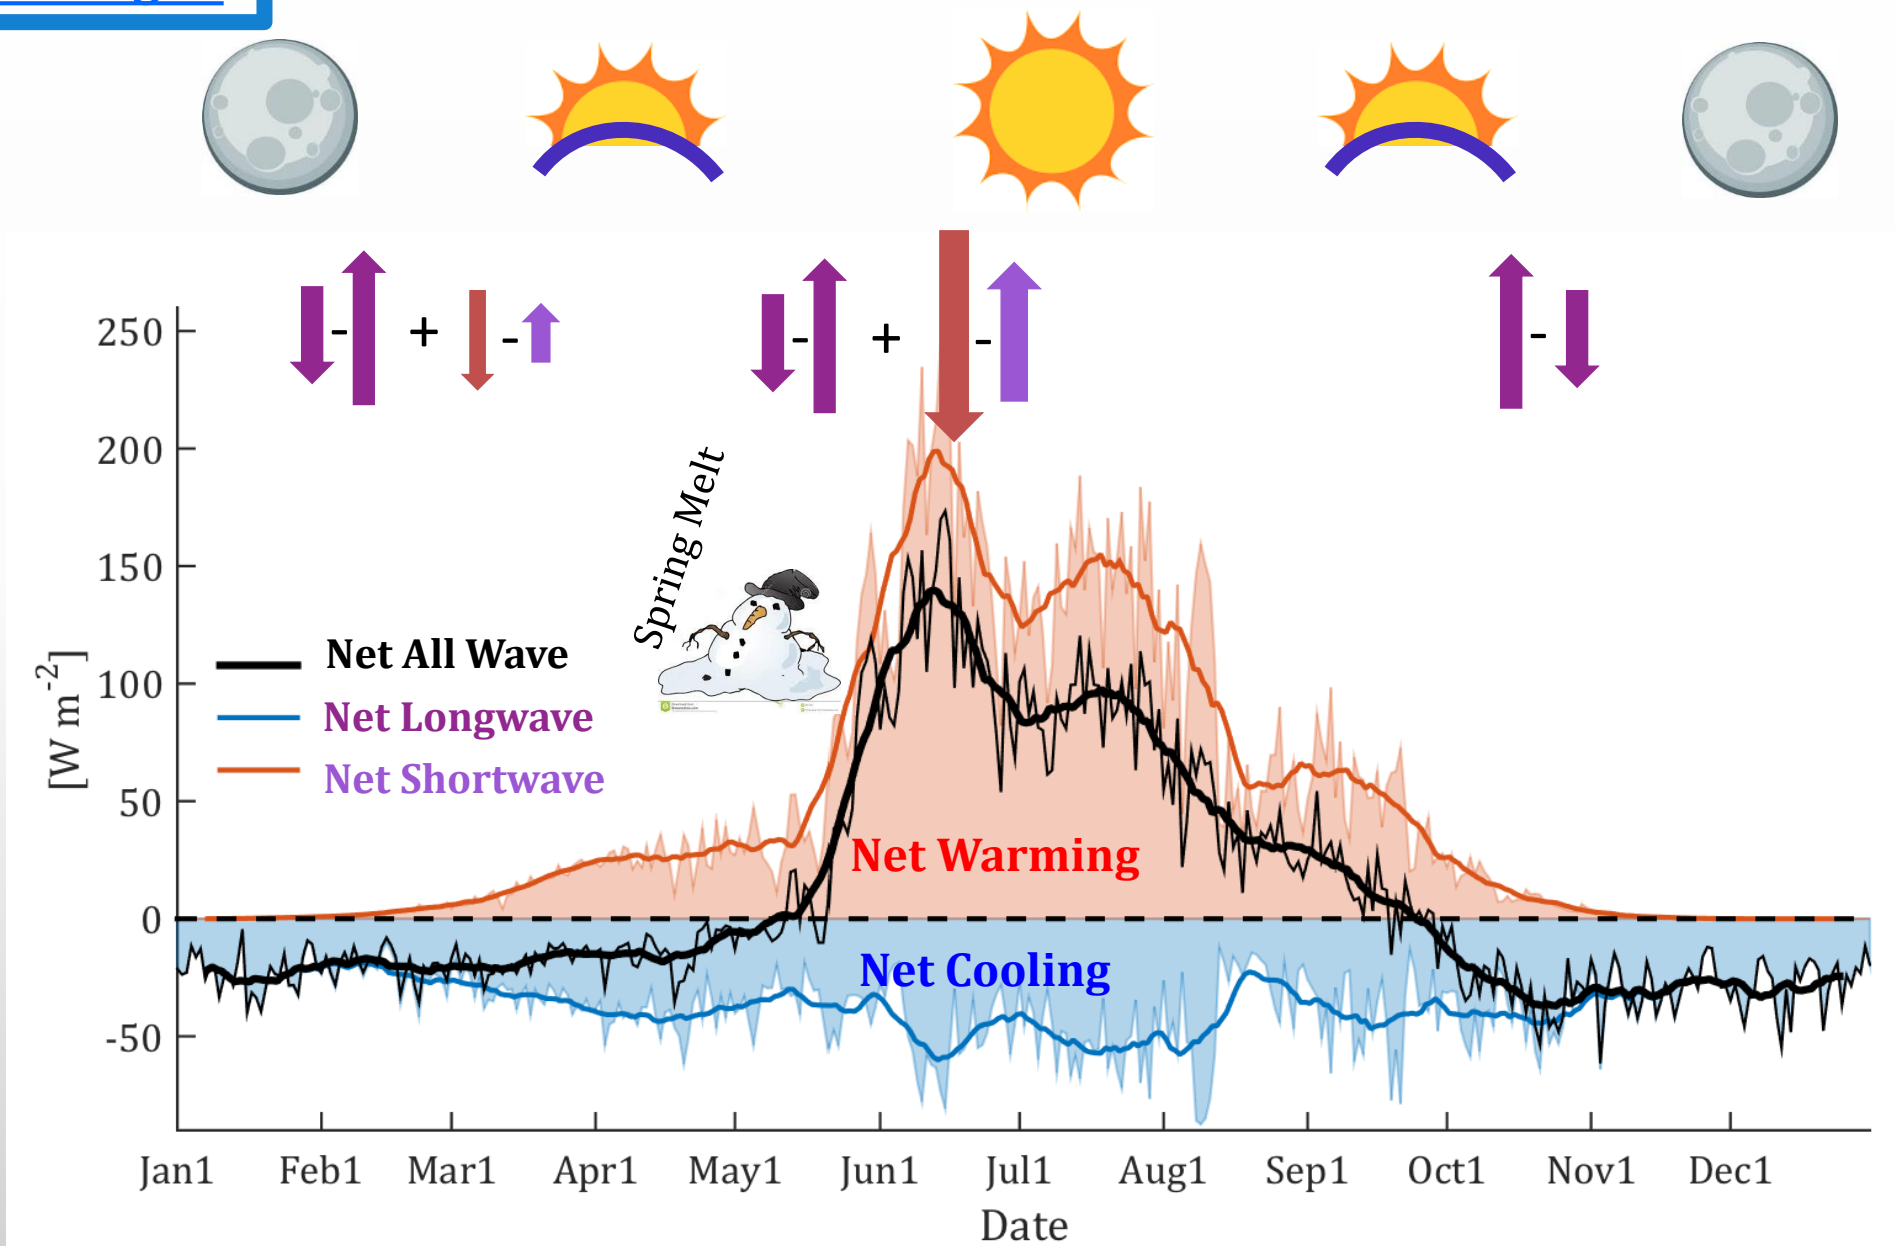 - + -
- + -
-
250
200
150
100
50
0
-50
[W m-2]
Spring Melt
Net All Wave
Net Longwave
Net Shortwave
Net Warming
Net Cooling
Jan1 Feb1 Mar1 Apr1 May1 Jun1 Jul1 Aug1 Sep1 Oct1 Nov1 Dec1
Date